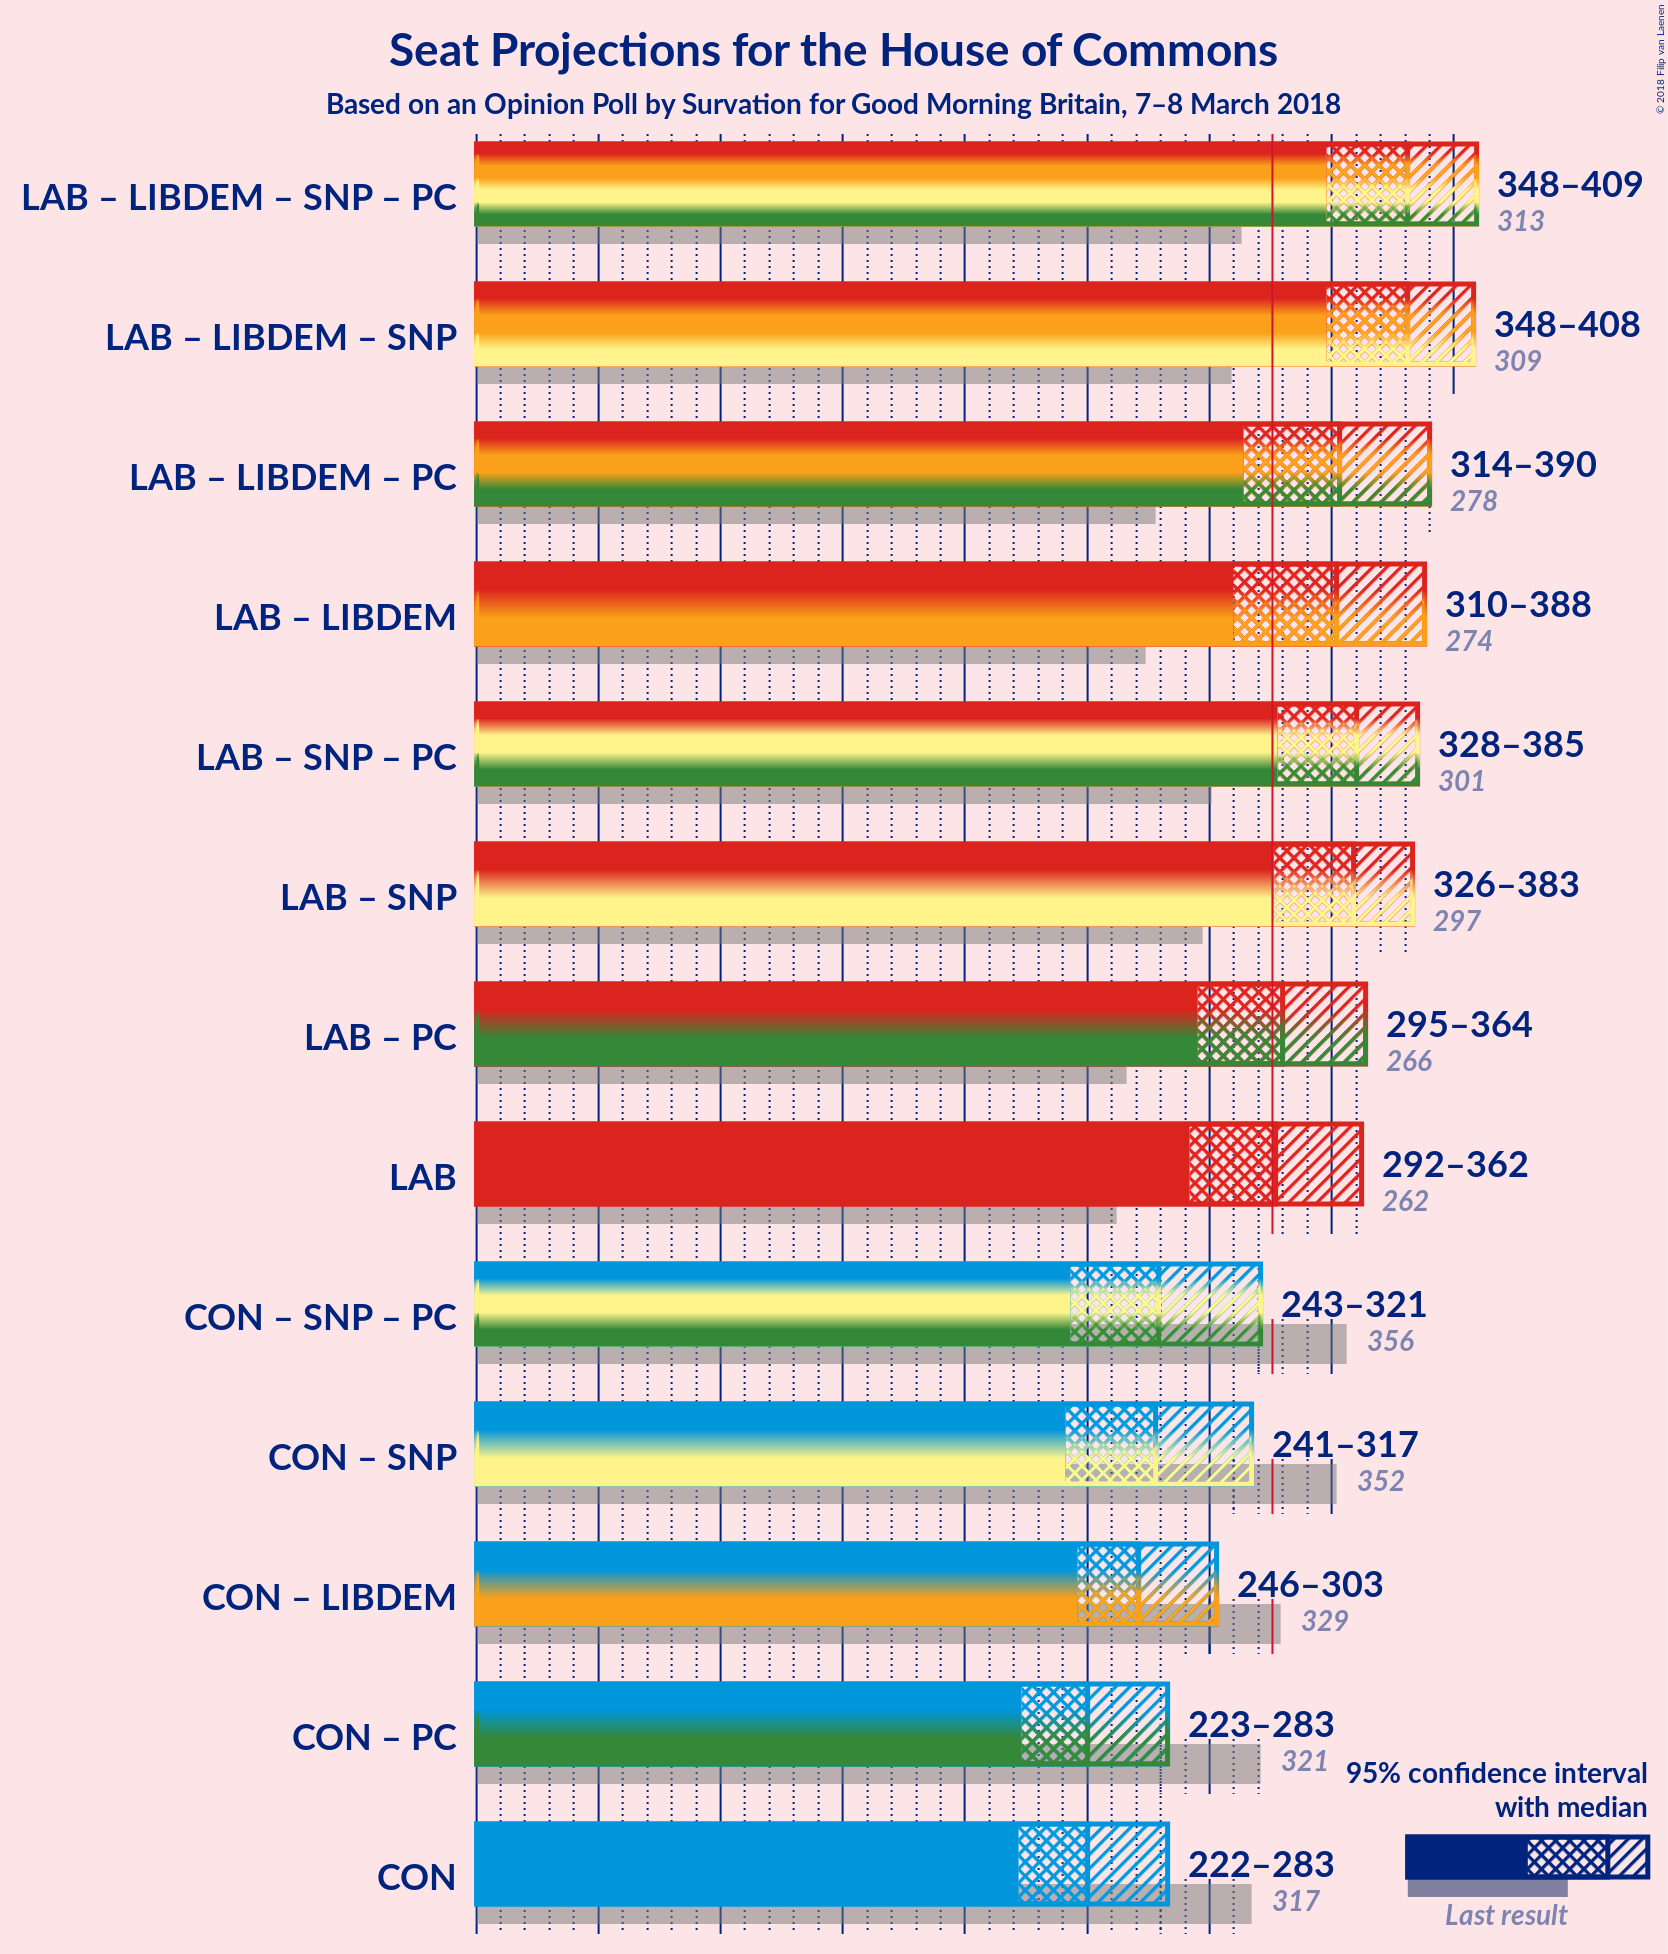 Seat Projections for the House of Commons
Based on an Opinion Poll by Survation for Good Morning Britain, 7–8 March 2018
© 2018 Filip van Laenen
LAB – LIBDEM – SNP – PC
348–409
313
LAB – LIBDEM – SNP
348–408
309
LAB – LIBDEM – PC
314–390
278
LAB – LIBDEM
310–388
274
LAB – SNP – PC
328–385
301
LAB – SNP
326–383
297
LAB – PC
295–364
266
LAB
292–362
262
CON – SNP – PC
243–321
356
CON – SNP
241–317
352
CON – LIBDEM
246–303
329
CON – PC
223–283
321
CON
222–283
317
95% confidence interval
with median
Last result